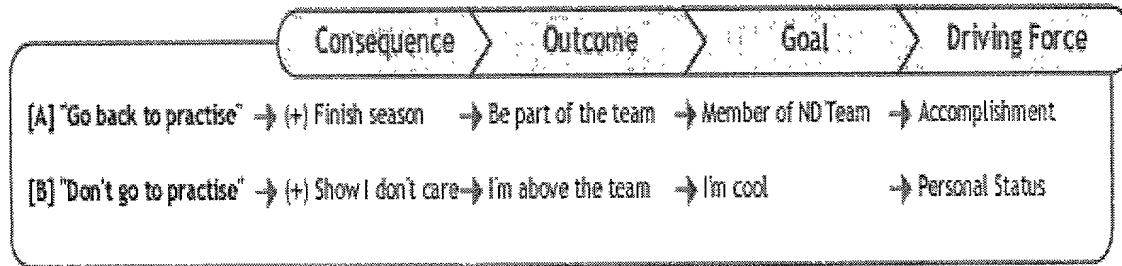 Consequence Outcome Goal Driving Force
[A] "Go back to practise" → (+) Finish season → Be part of the team → Member of ND Team → Accomplishment
[B] "Don't go to practise" → (+) Show I don't care → I'm above the team → I'm cool → Personal Status